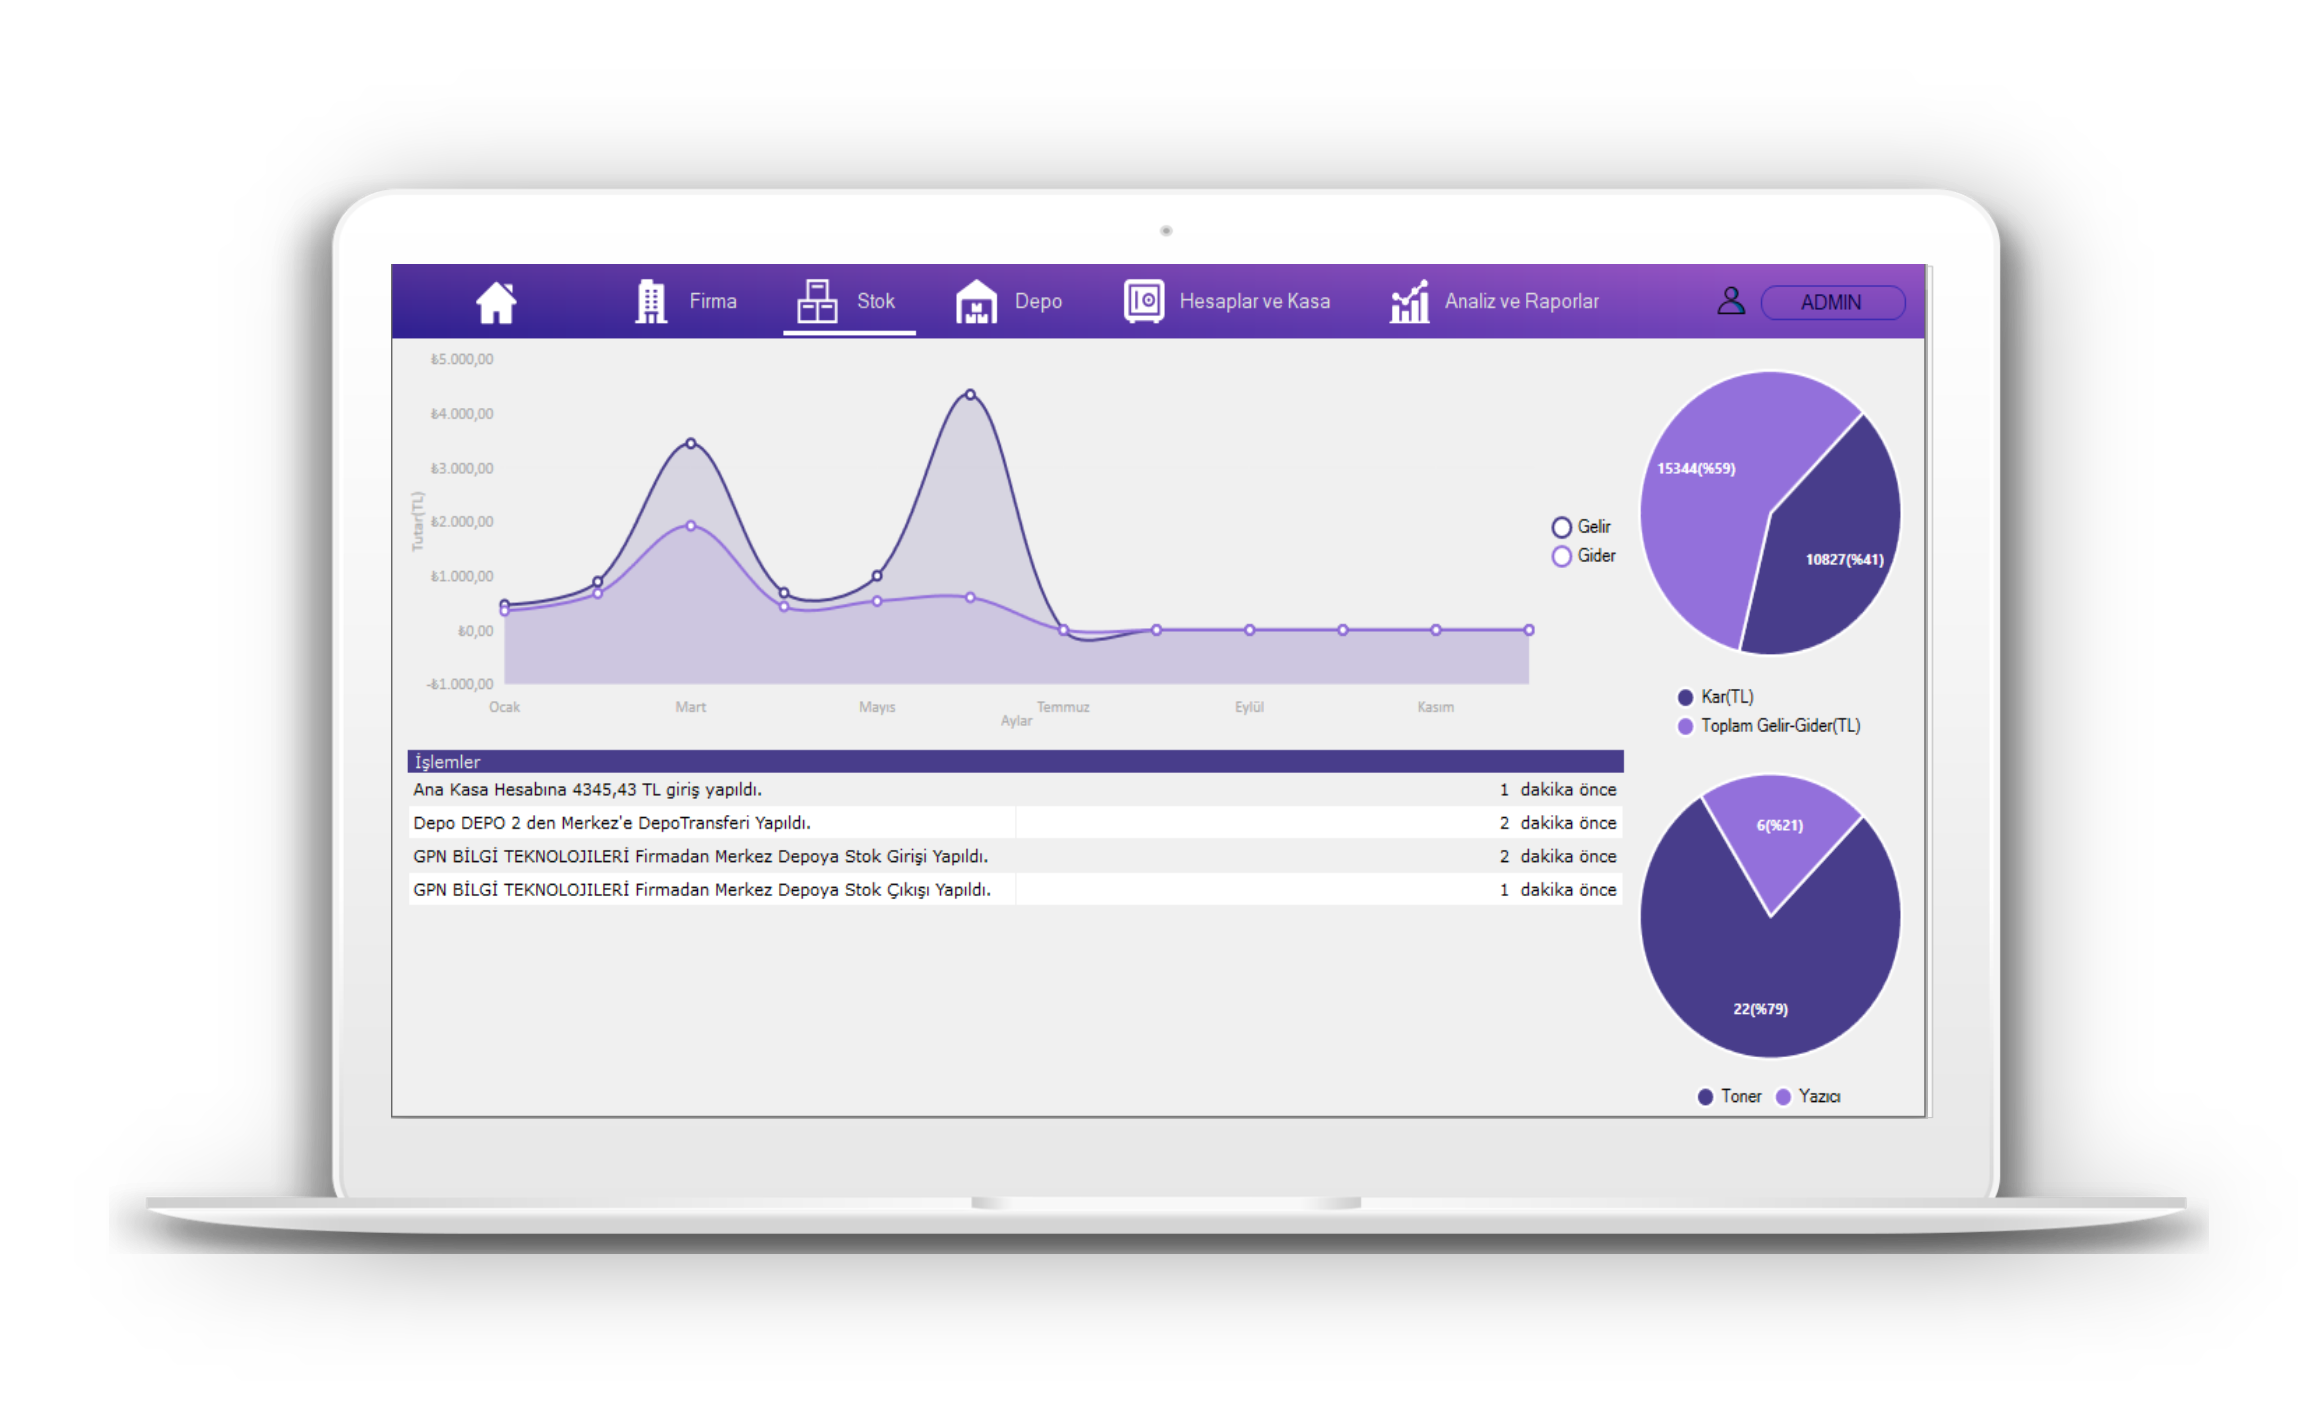 Firma
Stok
Depo
Hesaplar ve Kasa
Analiz ve Raporlar
ADMIN
₺5.000,00
₺4.000,00
₺3.000,00
₺2.000,00
₺1.000,00
₺0,00
-₺1.000,00
Tutar(TL)
Ocak
Mart
Mayıs
Temmuz
Eylül
Kasım
Aylar
Gelir
Gider
15344(%59)
10827(%41)
Kar(TL)
Toplam Gelir-Gider(TL)
İşlemler
Ana Kasa Hesabına 4345,43 TL giriş yapıldı. 1 dakika önce
Depo DEPO 2 den Merkez'e DepoTransferi Yapıldı. 2 dakika önce
GPN BİLGİ TEKNOLOJILERİ Firmadan Merkez Depoya Stok Girişi Yapıldı. 2 dakika önce
GPN BİLGİ TEKNOLOJILERİ Firmadan Merkez Depoya Stok Çıkışı Yapıldı. 1 dakika önce
6(%21)
22(%79)
Toner
Yazıcı